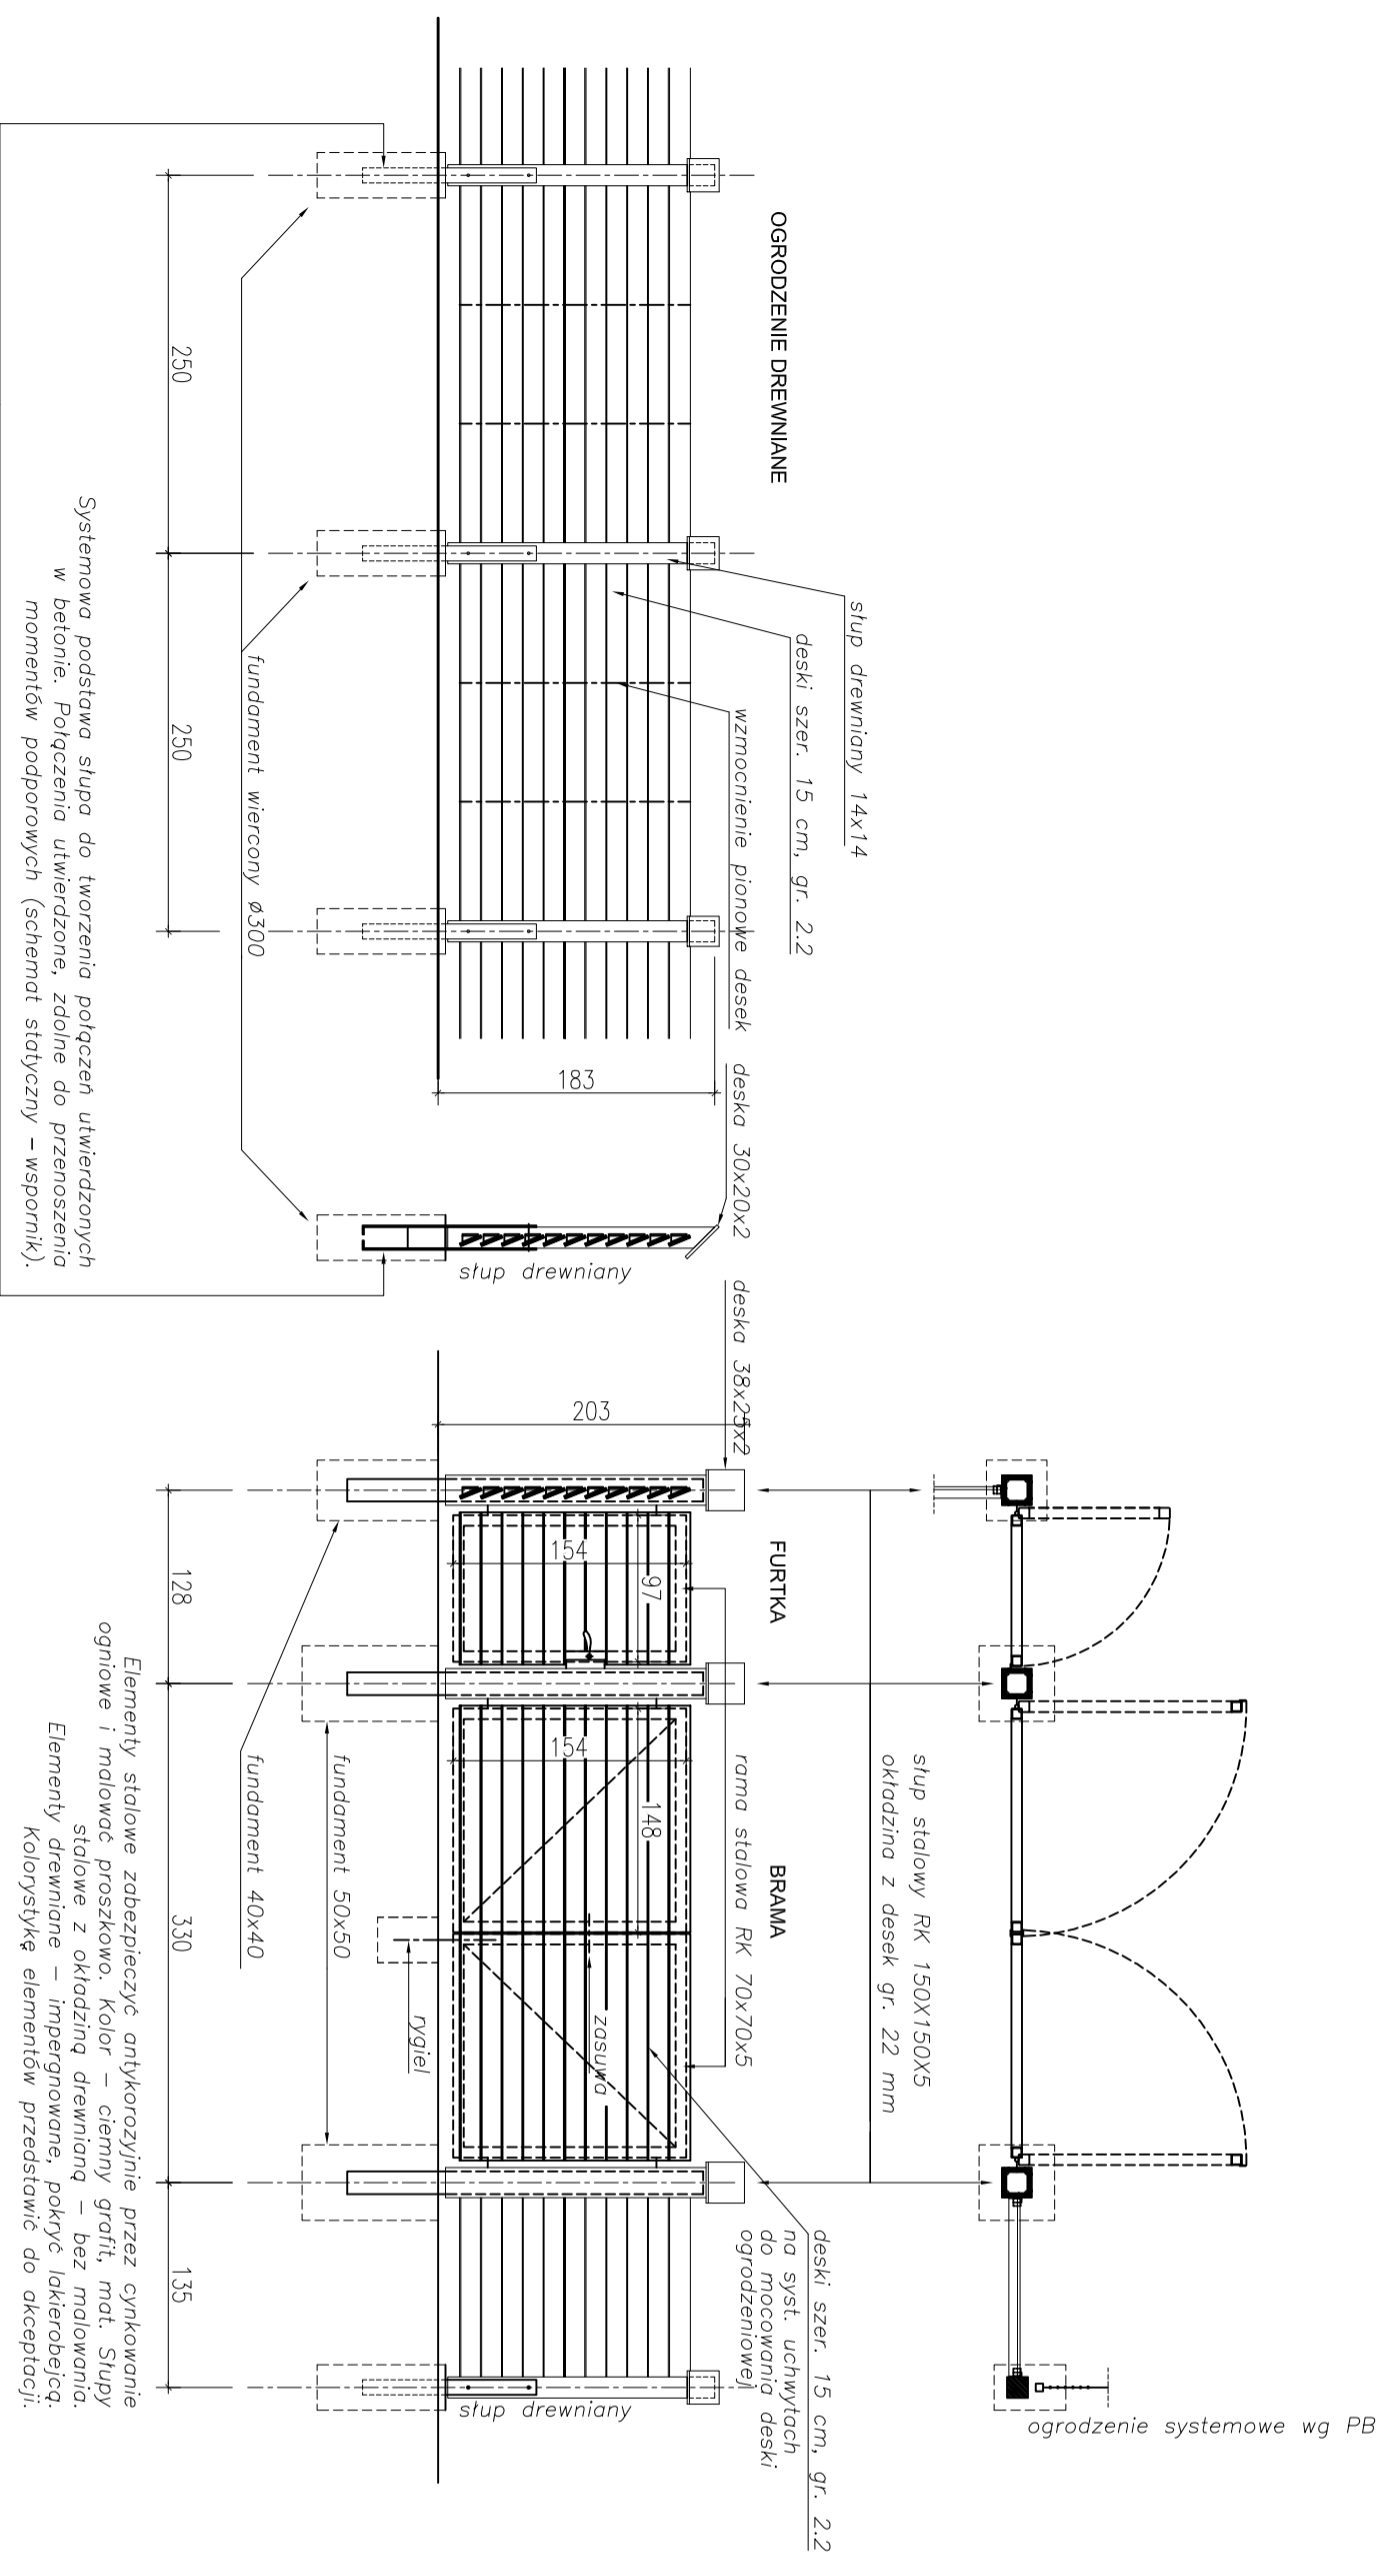 OGRODZENIE DREWNIANE
słup drewniany 14x14
deski szer. 15 cm, gr. 2.2
wzmocnienie pionowe desek
deska 30x20x2
183
słup drewniany
fundament wiercony ø300
250
250
Systemowa podstawa słupa do tworzenia połączeń utwierdzonych
w betonie. Połączenia utwierdzone, zdolne do przenoszenia
momentów podporowych (schemat statyczny – wspornik).
słup stalowy RK 150X150X5
okładzina z desek gr. 22 mm
ogrodzenie systemowe wg PB
FURTKA
BRAMA
deska 38x25x2
rama stalowa RK 70x70x5
deski szer. 15 cm, gr. 2.2
na syst. uchwytach
do mocowania deski
ogrodzeniowej
203
97
148
154
154
zasuwa
rygiel
słup drewniany
fundament 50x50
fundament 40x40
128
330
135
Elementy stalowe zabezpieczyć antykorozyjnie przez cynkowanie
ogniowe i malować proszkowo. Kolor – ciemny grafit, mat. Słupy
stalowe z okładziną drewnianą – bez malowania.
Elementy drewniane – impergnowane, pokryć lakierobejcą.
Kolorystykę elementów przedstawić do akceptacji.